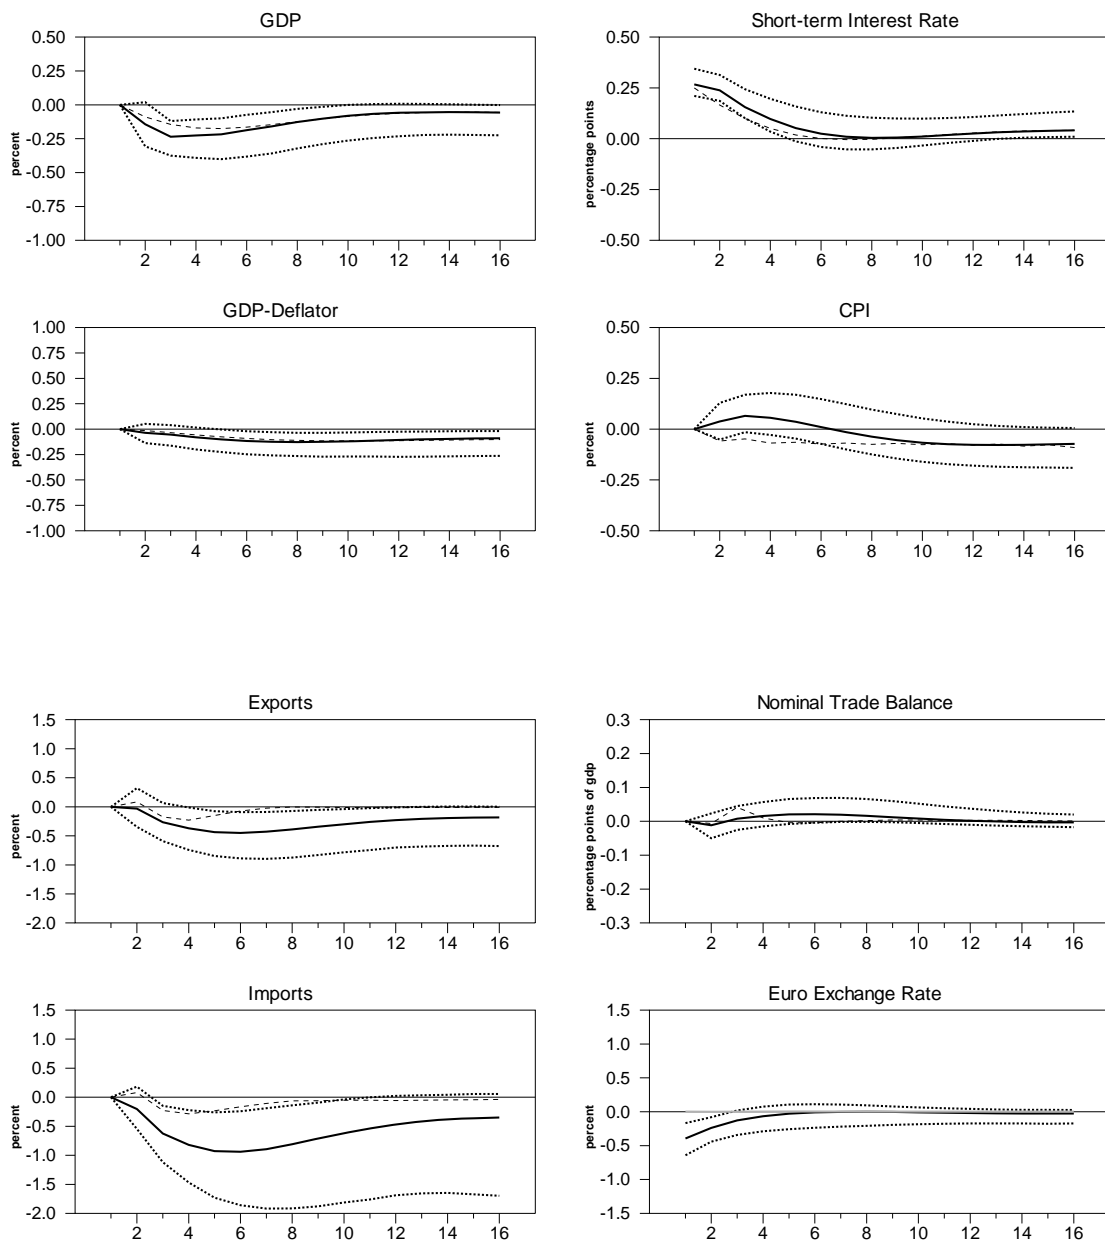 GDP
0.50
0.25
0.00
-0.25
-0.50
-0.75
-1.00
percent
2 4 6 8 10 12 14 16
Short-term Interest Rate
0.50
0.25
0.00
-0.25
-0.50
percentage points
2 4 6 8 10 12 14 16
GDP-Deflator
1.00
0.75
0.50
0.25
0.00
-0.25
-0.50
-0.75
-1.00
percent
2 4 6 8 10 12 14 16
CPI
0.50
0.25
0.00
-0.25
-0.50
percent
2 4 6 8 10 12 14 16
Exports
1.5
1.0
0.5
0.0
-0.5
-1.0
-1.5
-2.0
percent
2 4 6 8 10 12 14 16
Nominal Trade Balance
0.3
0.2
0.1
0.0
-0.1
-0.2
-0.3
percentage points of gdp
2 4 6 8 10 12 14 16
Imports
1.5
1.0
0.5
0.0
-0.5
-1.0
-1.5
-2.0
percent
2 4 6 8 10 12 14 16
Euro Exchange Rate
1.5
1.0
0.5
0.0
-0.5
-1.0
-1.5
percent
2 4 6 8 10 12 14 16